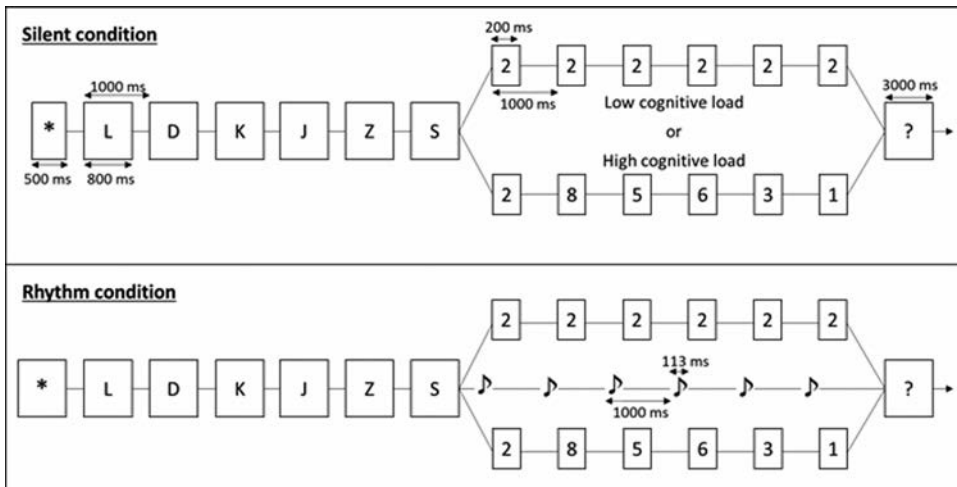 Silent condition
200 ms
2 2 2 2 2 2
1000 ms
1000 ms
3000 ms
Low cognitive load
* L D K J Z S
or
?
High cognitive load
500 ms
800 ms
2 8 5 6 3 1
Rhythm condition
2 2 2 2 2 2
113 ms
* L D K J Z S
?
1000 ms
2 8 5 6 3 1